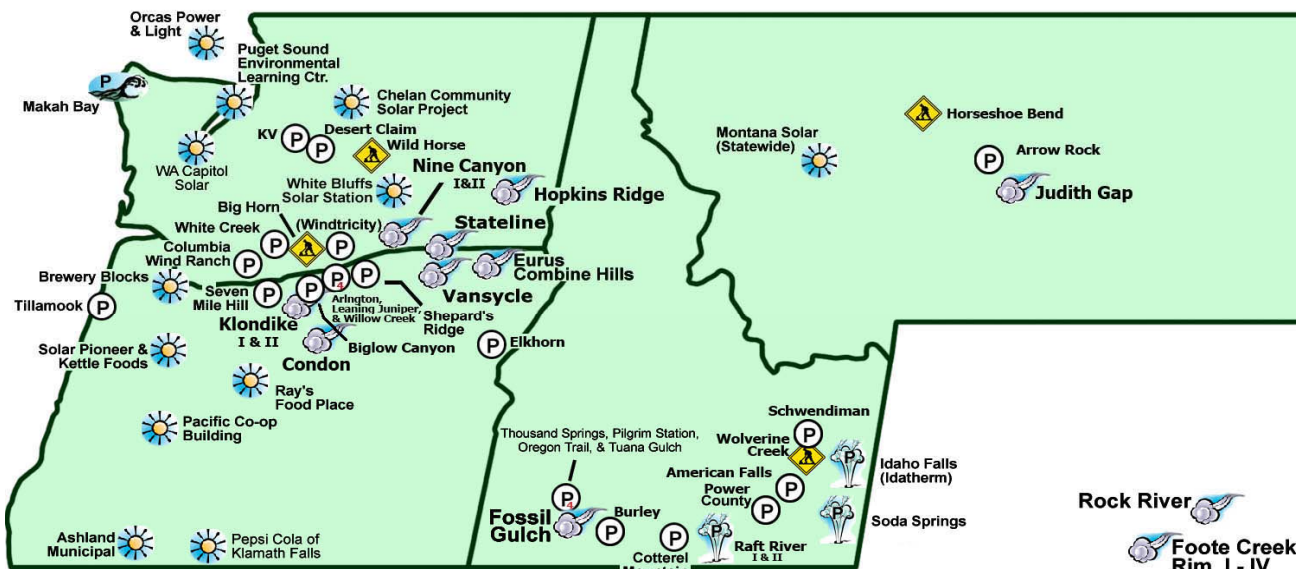 Orcas Power
& Light
Puget Sound
Environmental
Learning Ctr.
P
Makah Bay
Chelan Community
Solar Project
KV
P
P
Desert Claim
Wild Horse
WA Capitol
Solar
White Bluffs
Solar Station
Nine Canyon
I&II
Hopkins Ridge
Big Horn
White Creek
P
(Windtricity)
P
Stateline
Columbia
Wind Ranch
P
Eurus
Combine Hills
Brewery Blocks
Tillamook
P
Seven
Mile Hill
P
P
P
4
P
Vansycle
Arlngton,
Leaning Juniper,
& Willow Creek
Shepard's
Ridge
Klondike
I & II
Biglow Canyon
Condon
P
Elkhorn
Solar Pioneer &
Kettle Foods
Ray's
Food Place
Pacific Co-op
Building
Ashland
Municipal
Pepsi Cola of
Klamath Falls
Montana Solar
(Statewide)
Horseshoe Bend
P
Arrow Rock
Judith Gap
Schwendiman
P
Wolverine
Creek
Thousand Springs, Pilgrim Station,
Oregon Trail, & Tuana Gulch
P
4
American Falls
P
Power
County
P
P
Idaho Falls
(Idatherm)
P
Soda Springs
Fossil
Gulch
P
Burley
P
Cotterel
Mountain
P
Raft River
I & II
Rock River
Foote Creek
Rim, I - IV